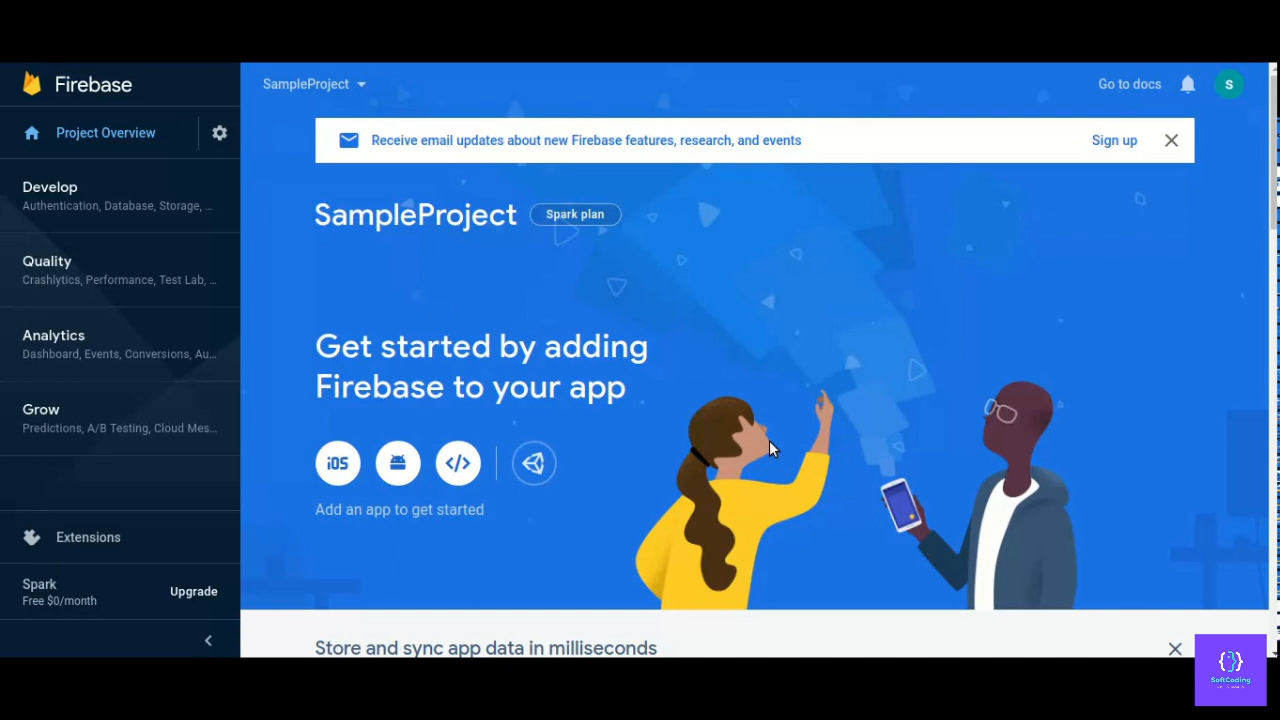 Firebase
SampleProject
Go to docs
S
Project Overview
Receive email updates about new Firebase features, research, and events
Sign up
Develop
Authentication, Database, Storage, ...
SampleProject
Spark plan
Quality
Crashlytics, Performance, Test Lab, ...
Analytics
Dashboard, Events, Conversions, Au...
Get started by adding
Firebase to your app
Grow
Predictions, A/B Testing, Cloud Mes...
iOS
</>
Add an app to get started
Extensions
Spark
Free $0/month
Upgrade
Store and sync app data in milliseconds
SoftCoding